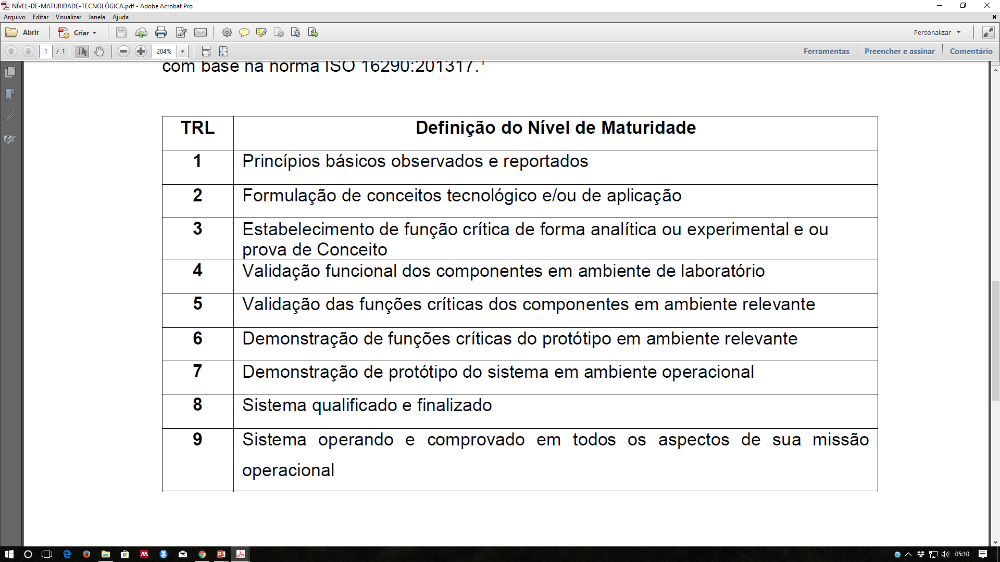 NÍVEL-DE-MATURIDADE-TECNOLÓGICA.pdf - Adobe Acrobat Pro
Arquivo Editar Visualizar Janela Ajuda
Abrir Criar Personalizar
1 / 1 204% Ferramentas Preencher e assinar Comentário
com base na norma ISO 16290:201317.¹
TRL Definição do Nível de Maturidade
1 Princípios básicos observados e reportados
2 Formulação de conceitos tecnológico e/ou de aplicação
3 Estabelecimento de função crítica de forma analítica ou experimental e ou
prova de Conceito
4 Validação funcional dos componentes em ambiente de laboratório
5 Validação das funções críticas dos componentes em ambiente relevante
6 Demonstração de funções críticas do protótipo em ambiente relevante
7 Demonstração de protótipo do sistema em ambiente operacional
8 Sistema qualificado e finalizado
9 Sistema operando e comprovado em todos os aspectos de sua missão
operacional
05:10